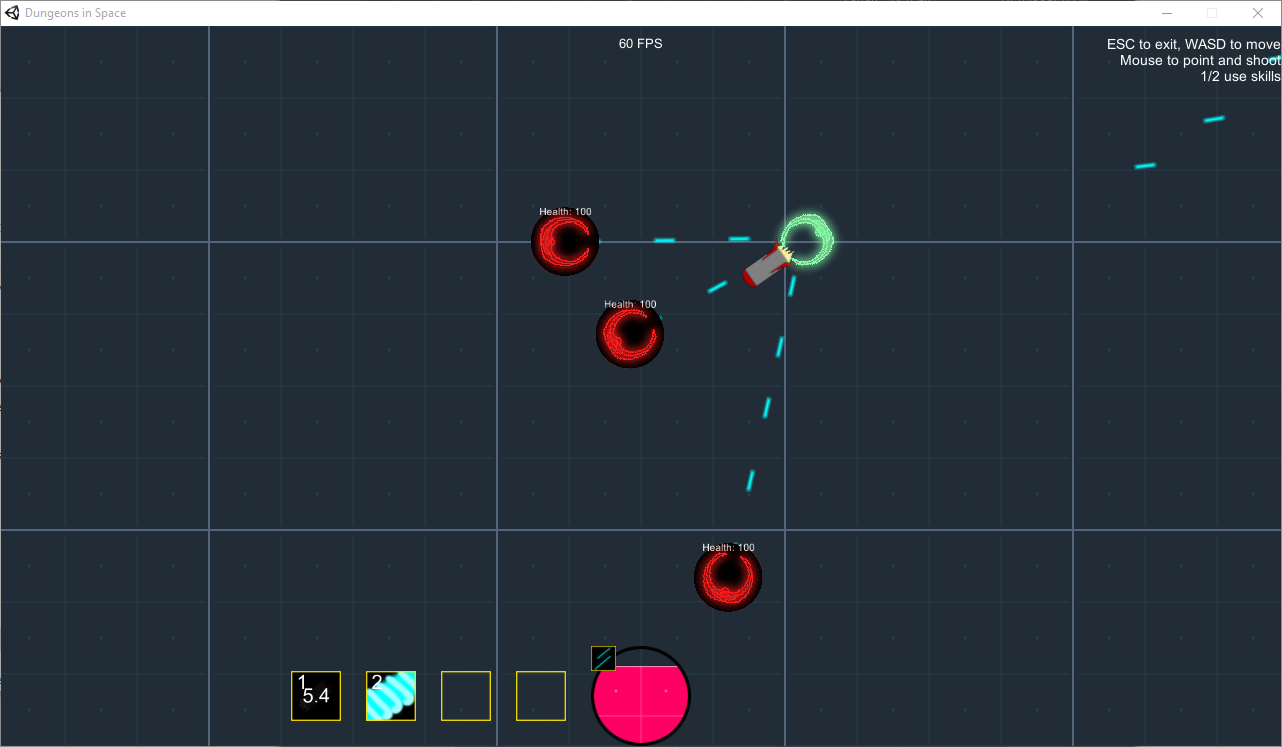 Dungeons in Space
60 FPS
ESC to exit, WASD to move
Mouse to point and shoot
1/2 use skills
Health: 100
Health: 100
Health: 100
1
5.4
2